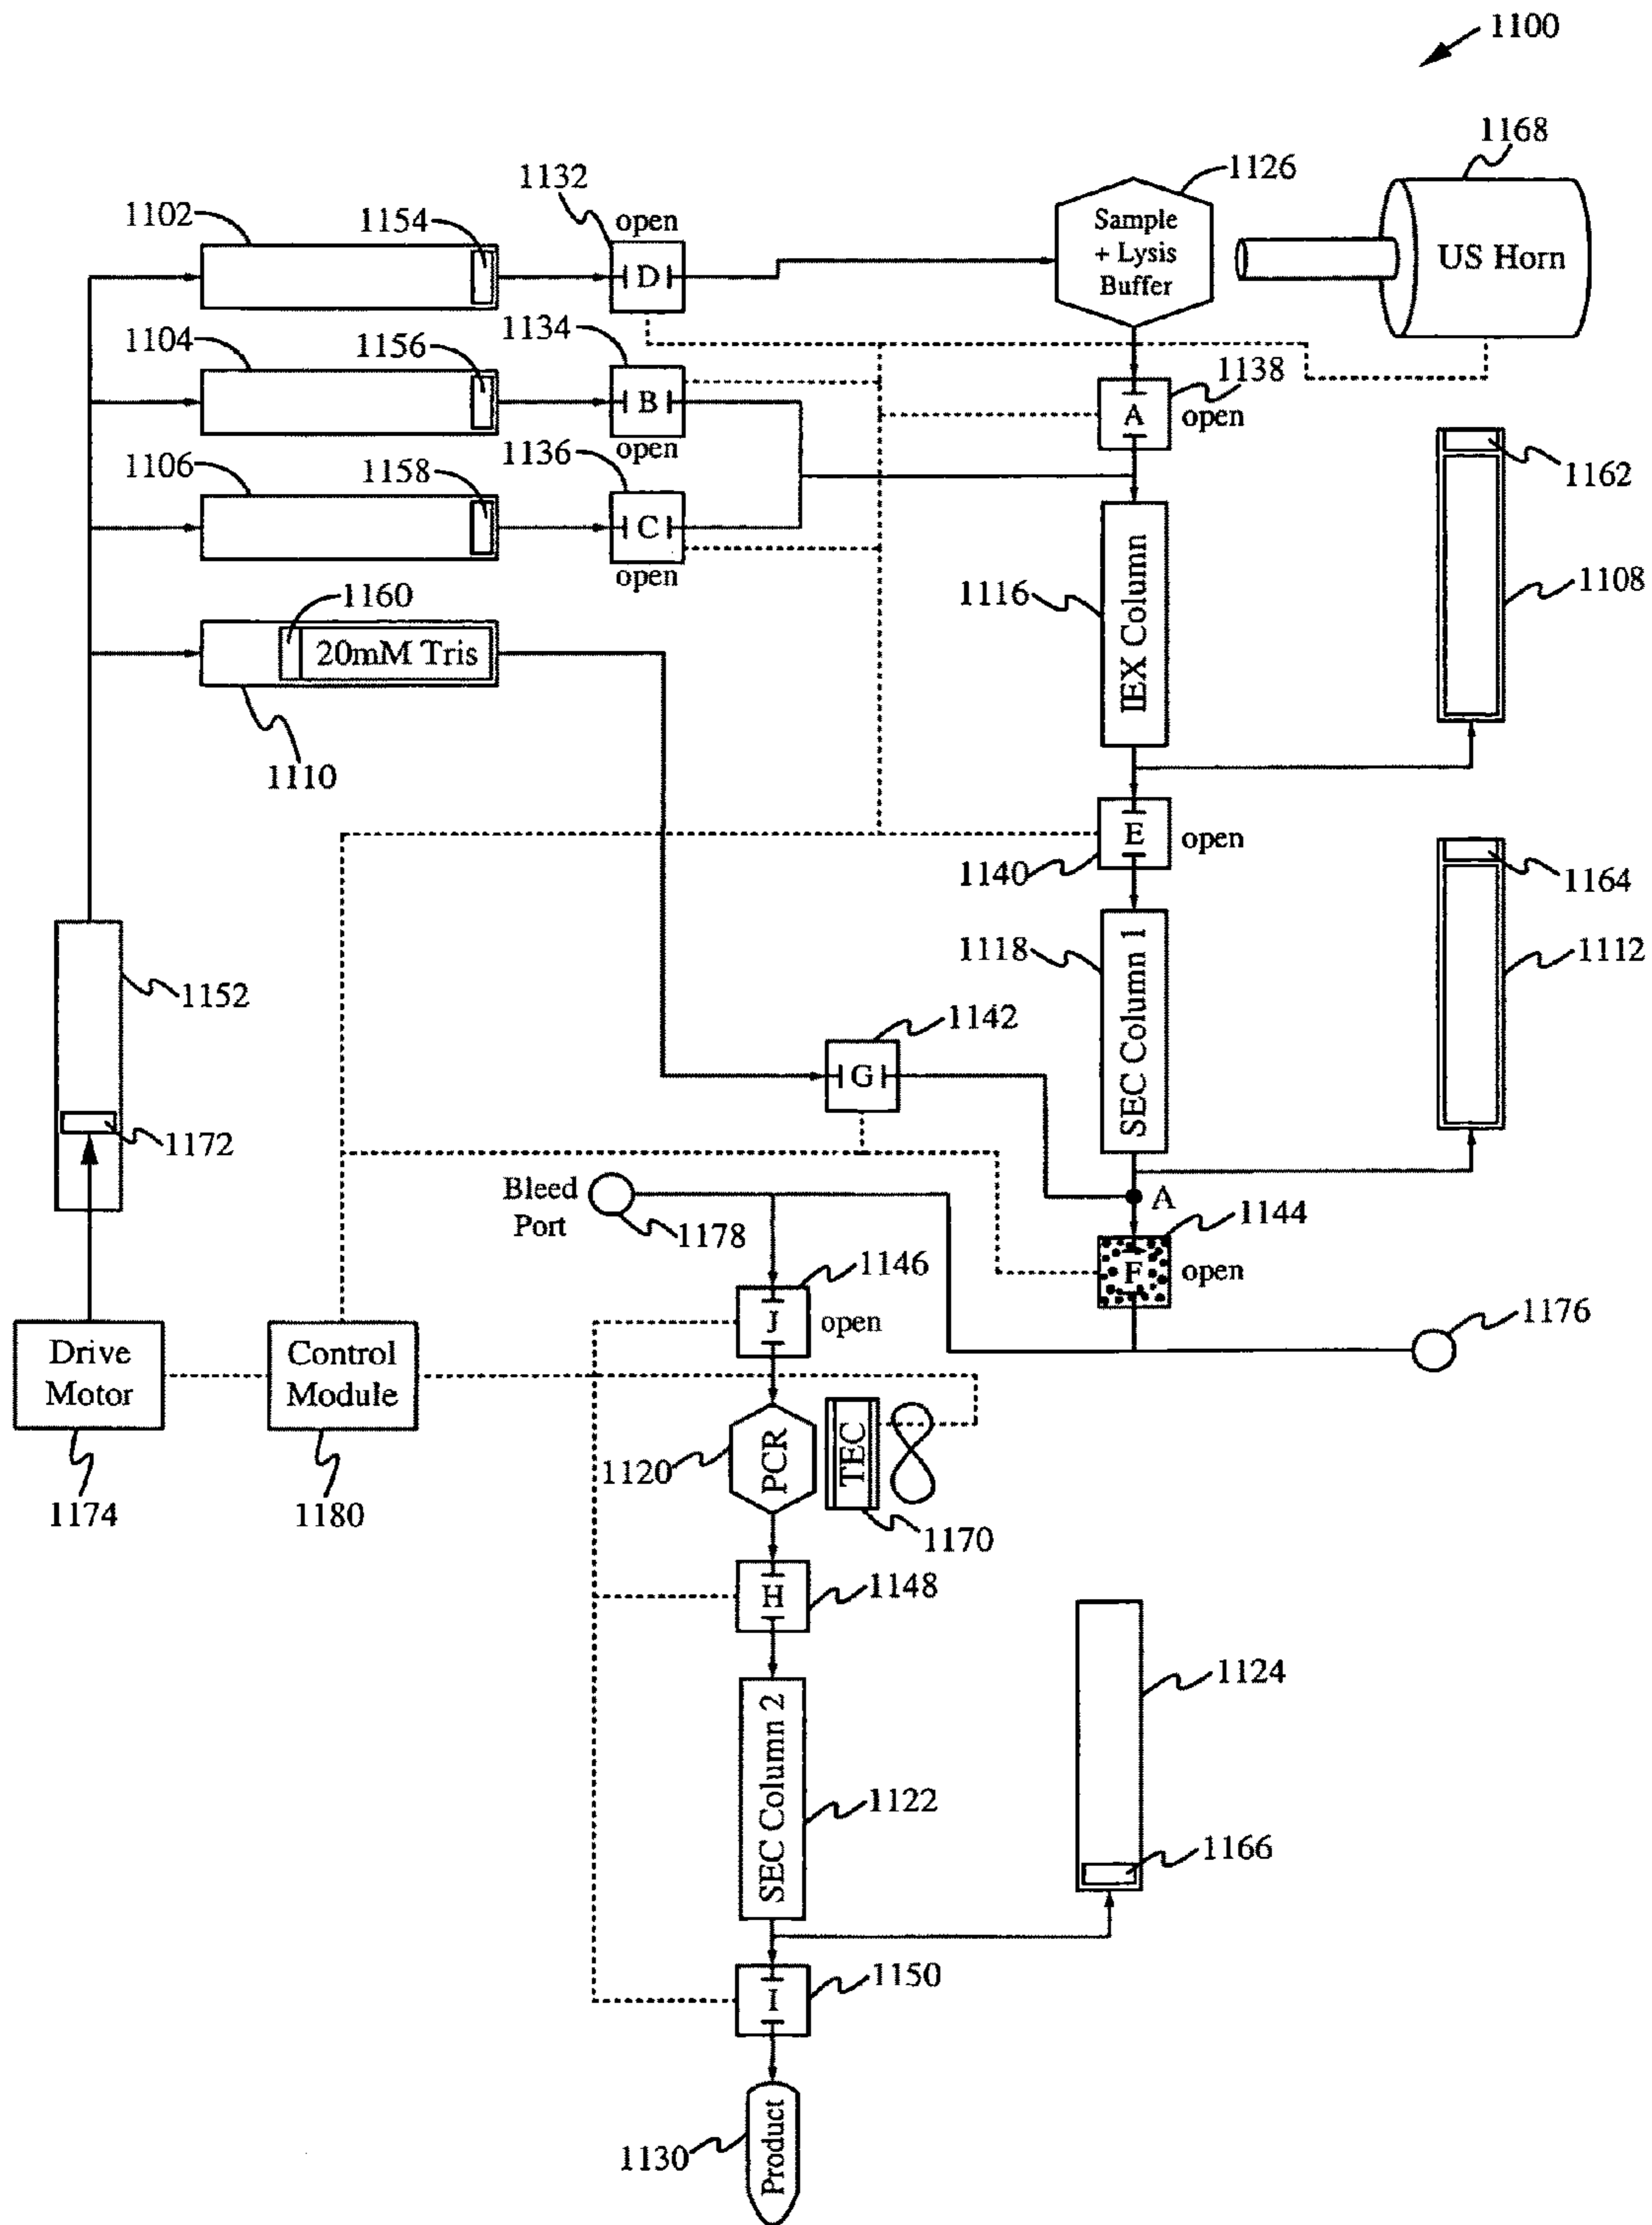 1100
1168
1132
1126
1102
1154
open
Sample
+ Lysis
Buffer
US Horn
D
1104
1156
1134
1138
B
A
open
open
1106
1158
1136
1162
C
open
1160
1116
IEX Column
1108
20mM Tris
1110
E
open
1140
1164
1118
SEC Column 1
1112
1152
1142
G
1172
Bleed
Port
1178
A
1144
F
open
1146
J
open
1176
Drive
Motor
Control
Module
1120
PCR
TEC
1174
1180
1170
H
1148
1124
SEC Column 2
1122
1166
I
1150
1130
Product